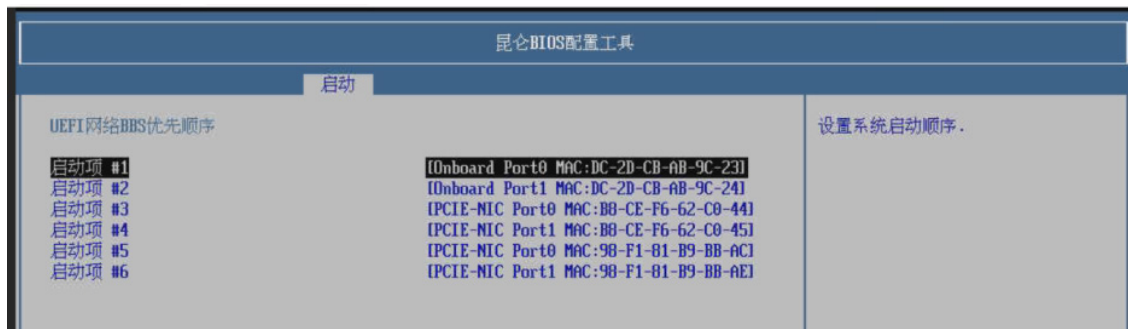 昆仑BIOS配置工具
启动
UEFI网络BBS优先顺序
设置系统启动顺序.
启动项 #1 [Onboard Port0 MAC:DC-2D-CB-AB-9C-23]
启动项 #2 [Onboard Port1 MAC:DC-2D-CB-AB-9C-24]
启动项 #3 [PCIE-NIC Port0 MAC:B8-CE-F6-62-C0-44]
启动项 #4 [PCIE-NIC Port1 MAC:B8-CE-F6-62-C0-45]
启动项 #5 [PCIE-NIC Port0 MAC:98-F1-81-B9-BB-AC]
启动项 #6 [PCIE-NIC Port1 MAC:98-F1-81-B9-BB-AE]